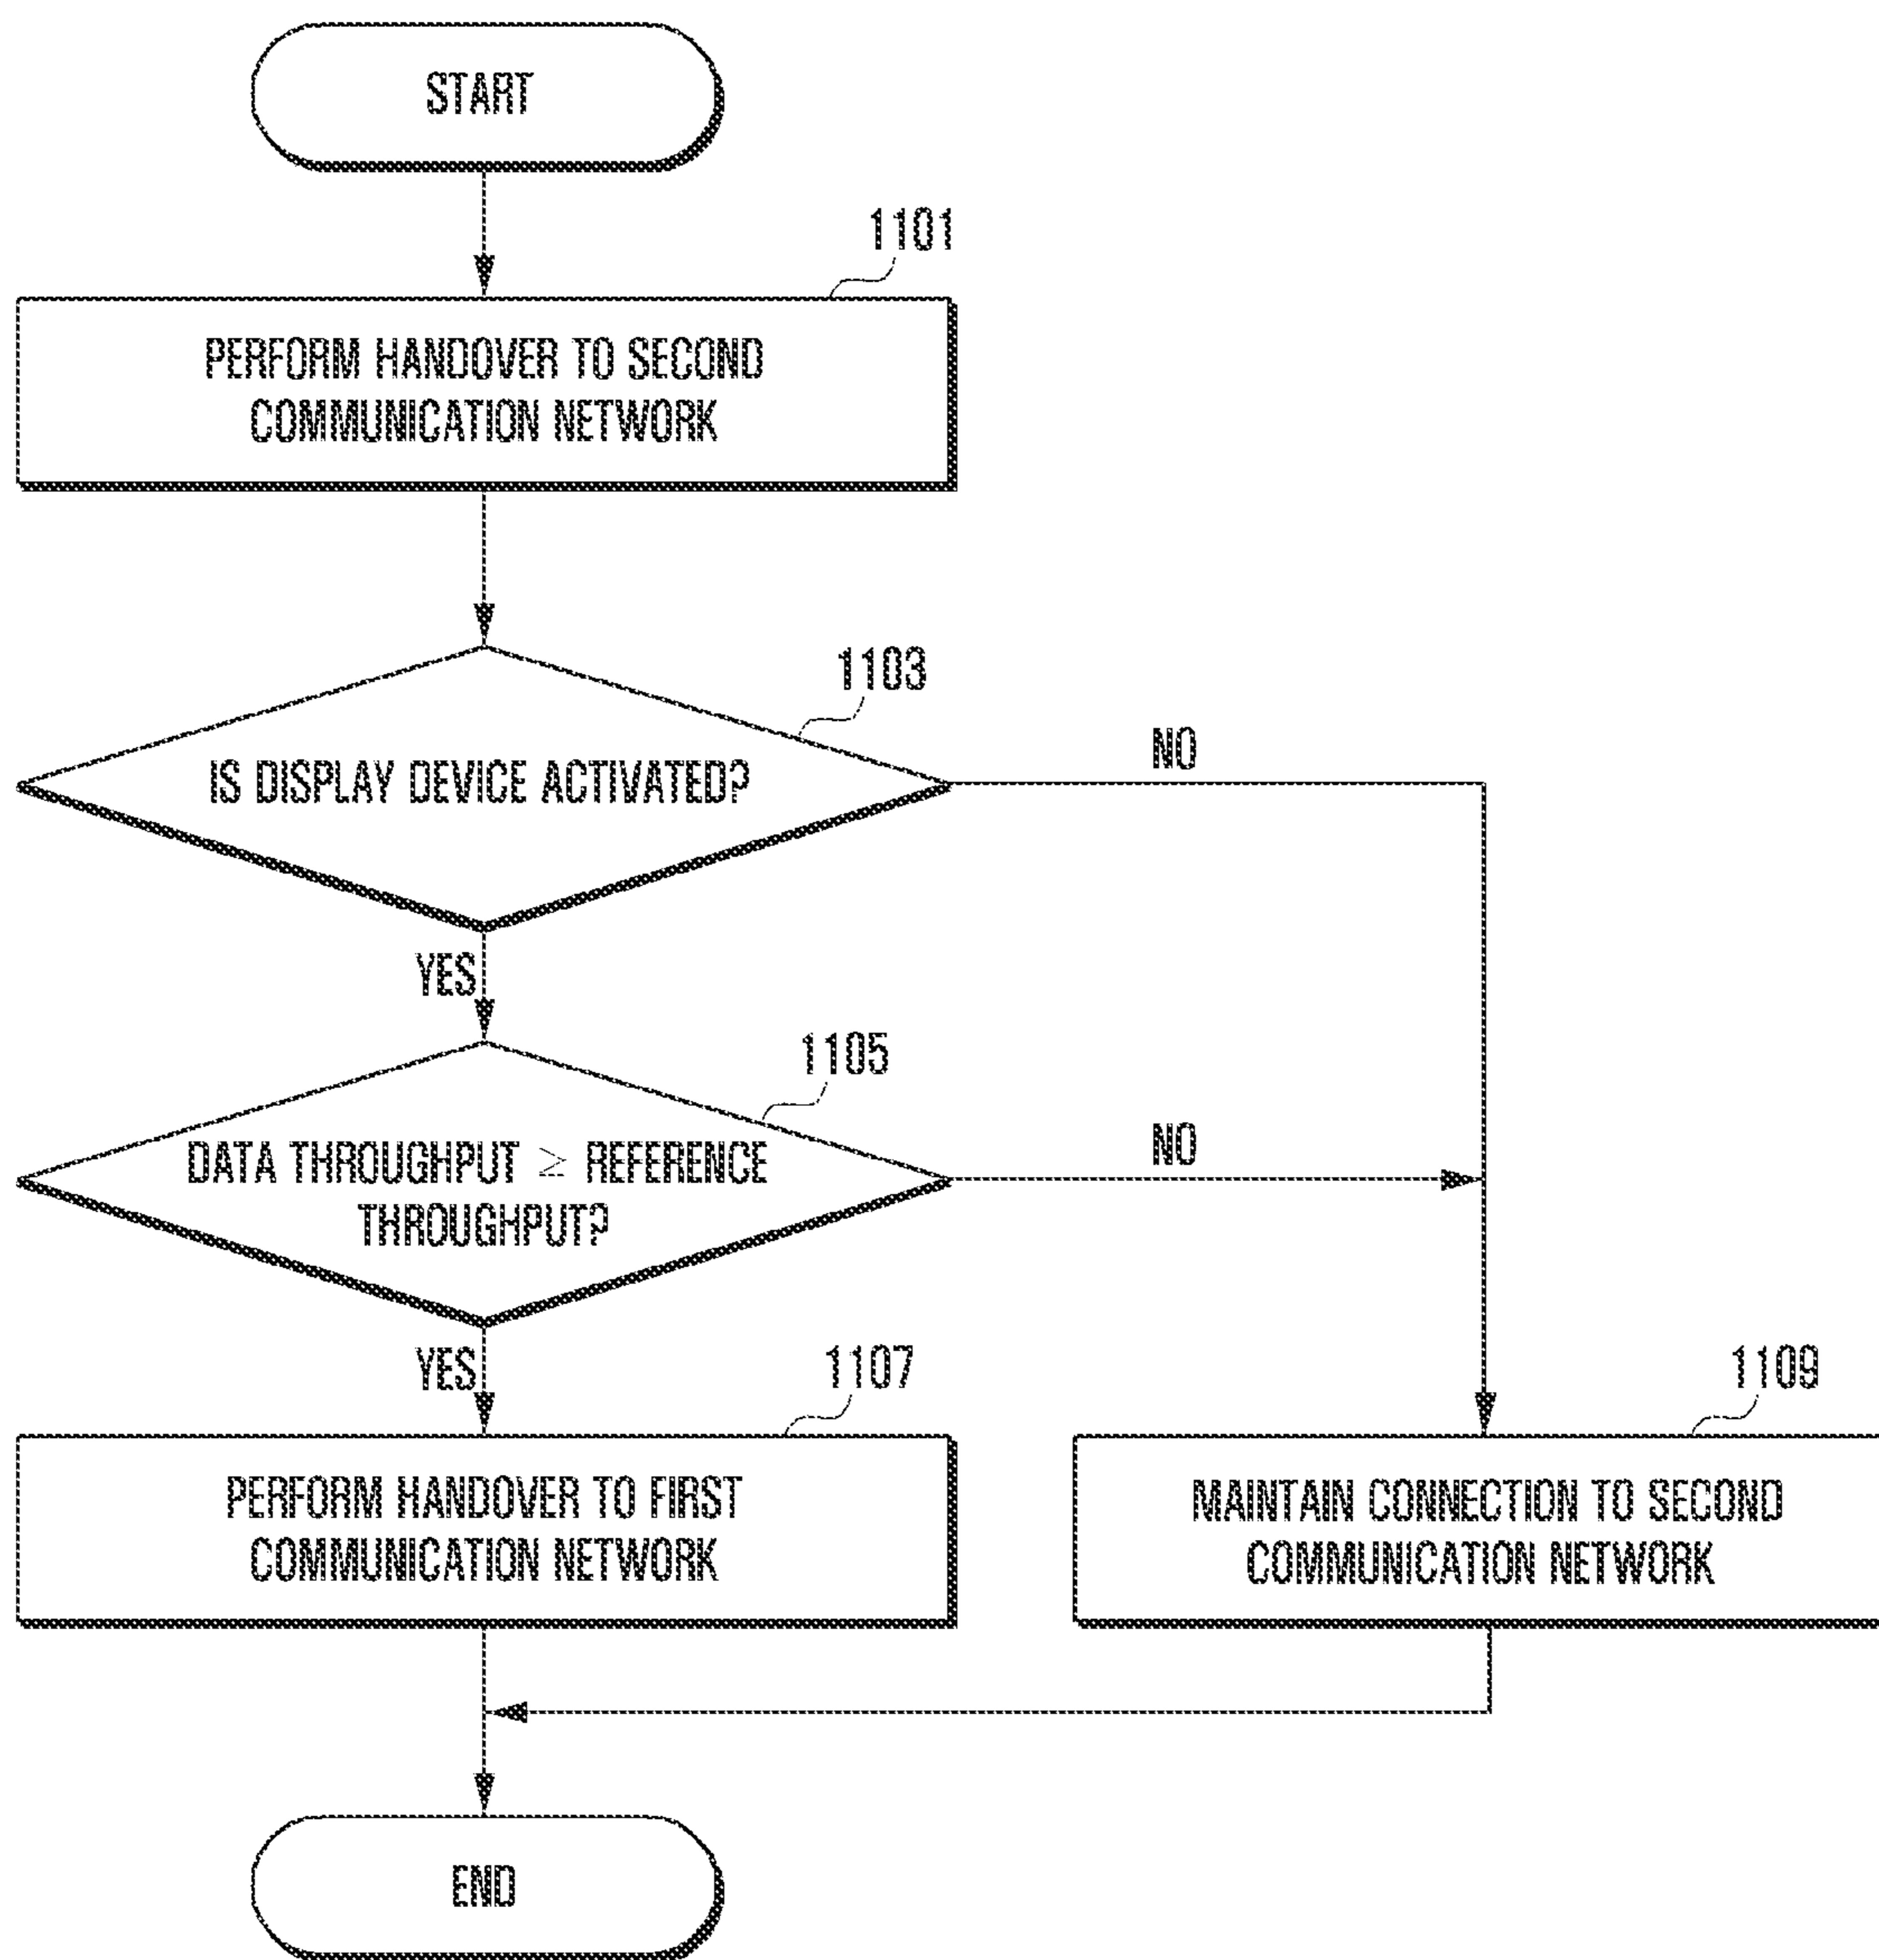 START
1101
PERFORM HANDOVER TO SECOND
COMMUNICATION NETWORK
1103
IS DISPLAY DEVICE ACTIVATED?
NO
YES
1105
DATA THROUGHPUT ≥ REFERENCE
THROUGHPUT?
NO
YES
1107
PERFORM HANDOVER TO FIRST
COMMUNICATION NETWORK
1109
MAINTAIN CONNECTION TO SECOND
COMMUNICATION NETWORK
END